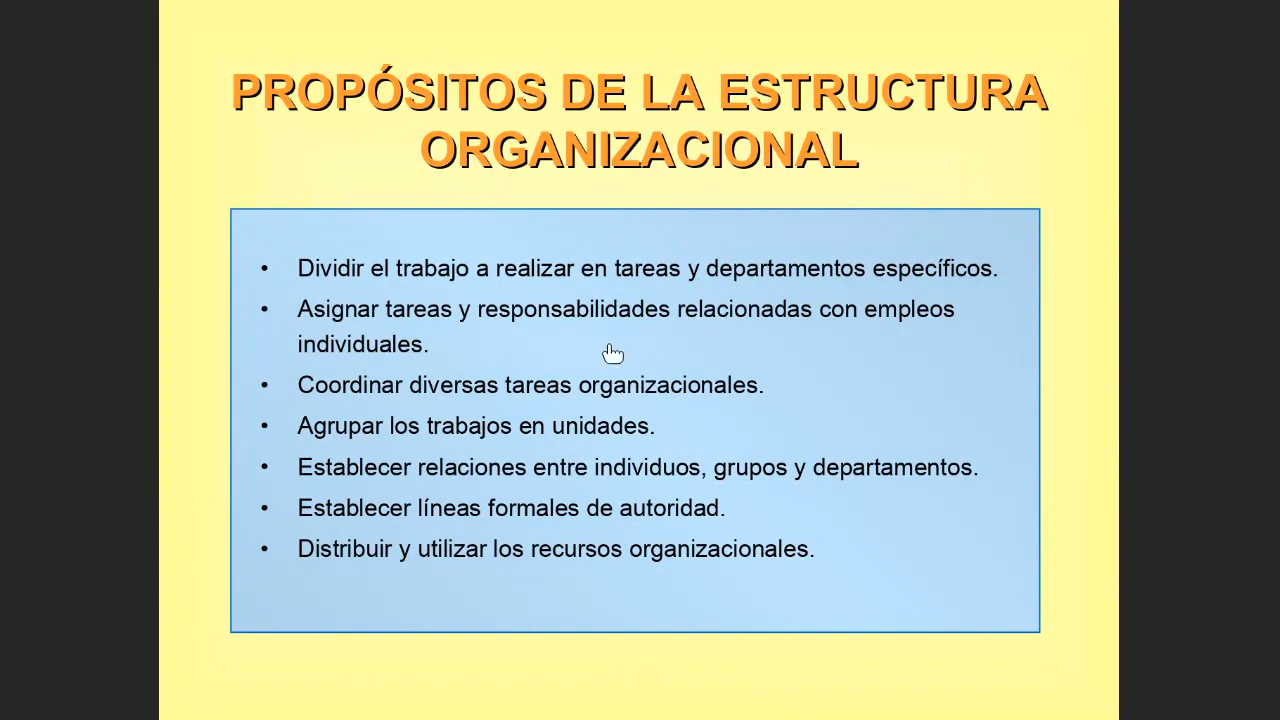 PROPÓSITOS DE LA ESTRUCTURA
ORGANIZACIONAL
• Dividir el trabajo a realizar en tareas y departamentos específicos.
• Asignar tareas y responsabilidades relacionadas con empleos
individuales.
• Coordinar diversas tareas organizacionales.
• Agrupar los trabajos en unidades.
• Establecer relaciones entre individuos, grupos y departamentos.
• Establecer líneas formales de autoridad.
• Distribuir y utilizar los recursos organizacionales.